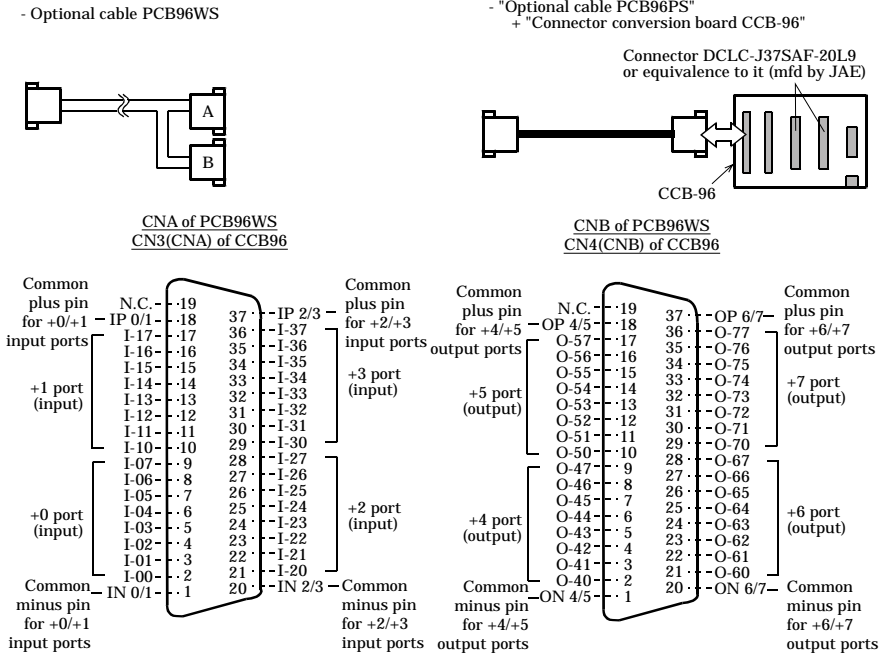 - Optional cable PCB96WS
A
B
- "Optional cable PCB96PS"
+ "Connector conversion board CCB-96"
Connector DCLC-J37SAF-20L9
or equivalence to it (mfd by JAE)
CCB-96
CNA of PCB96WS
CN3(CNA) of CCB96
Common
plus pin
for +0/+1
input ports
+1 port
(input)
+0 port
(input)
Common
minus pin
for +0/+1
input ports
N.C. 19
IP 0/1 18
I-17 17
I-16 16
I-15 15
I-14 14
I-13 13
I-12 12
I-11 11
I-10 10
I-07 9
I-06 8
I-05 7
I-04 6
I-03 5
I-02 4
I-01 3
I-00 2
IN 0/1 1
37 IP 2/3
36 I-37
35 I-36
34 I-35
33 I-34
32 I-33
31 I-32
30 I-31
29 I-30
28 I-27
27 I-26
26 I-25
25 I-24
24 I-23
23 I-22
22 I-21
21 I-20
20 IN 2/3
Common
plus pin
for +2/+3
input ports
+3 port
(input)
+2 port
(input)
Common
minus pin
for +2/+3
input ports
CNB of PCB96WS
CN4(CNB) of CCB96
Common
plus pin
for +4/+5
output ports
+5 port
(output)
+4 port
(output)
Common
minus pin
for +4/+5
output ports
N.C. 19
OP 4/5 18
O-57 17
O-56 16
O-55 15
O-54 14
O-53 13
O-52 12
O-51 11
O-50 10
O-47 9
O-46 8
O-45 7
O-44 6
O-43 5
O-42 4
O-41 3
O-40 2
ON 4/5 1
37 OP 6/7
36 O-77
35 O-76
34 O-75
33 O-74
32 O-73
31 O-72
30 O-71
29 O-70
28 O-67
27 O-66
26 O-65
25 O-64
24 O-63
23 O-62
22 O-61
21 O-60
20 ON 6/7
Common
plus pin
for +6/+7
output ports
+7 port
(output)
+6 port
(output)
Common
minus pin
for +6/+7
output ports